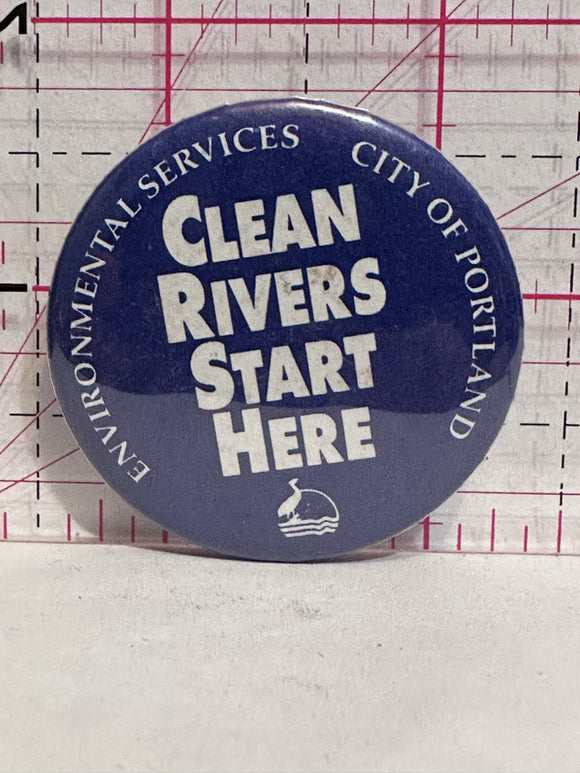 ENVIRONMENTAL SERVICES
CITY OF PORTLAND
CLEAN
RIVERS
START
HERE